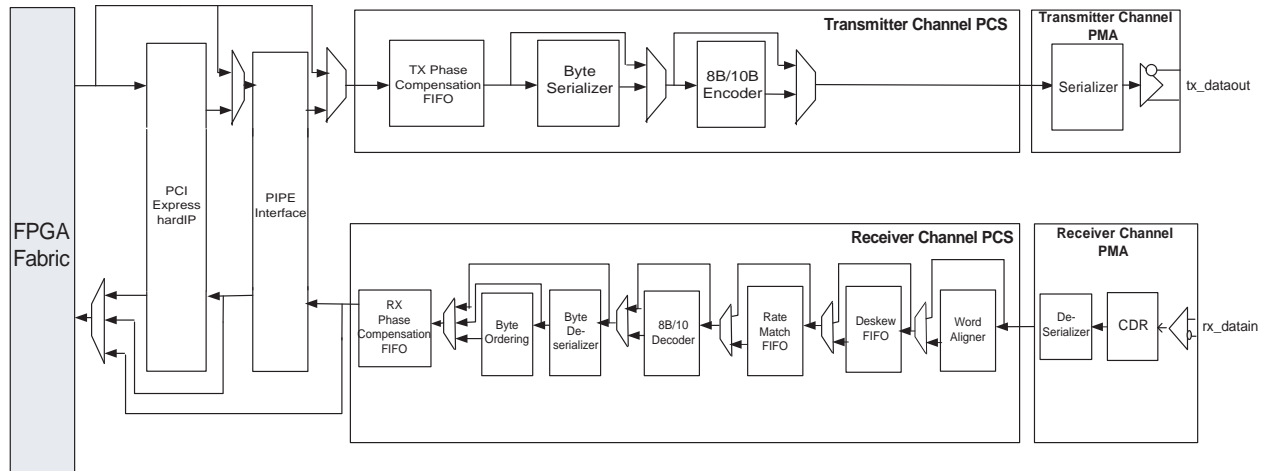 FPGA
Fabric
PCI
Express
hardIP
PIPE
Interface
Transmitter Channel PCS
TX Phase
Compensation
FIFO
Byte
Serializer
8B/10B
Encoder
Transmitter Channel
PMA
Serializer
tx_dataout
Receiver Channel PCS
RX
Phase
Compensation
FIFO
Byte
Ordering
Byte
De-
serializer
8B/10
Decoder
Rate
Match
FIFO
Deskew
FIFO
Word
Aligner
Receiver Channel
PMA
De-
Serializer
CDR
rx_datain